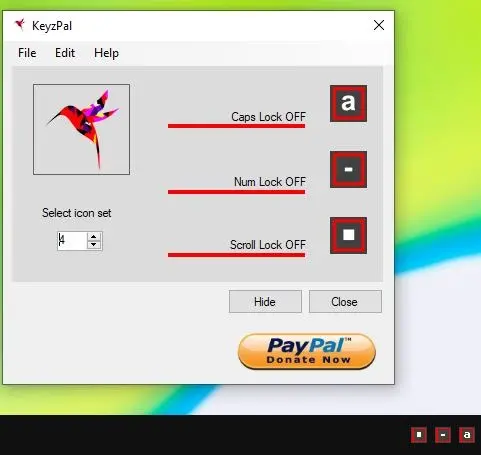 KeyzPal
File Edit Help
Caps Lock OFF
a
Num Lock OFF
-
Select icon set
4
Scroll Lock OFF
Hide Close
PayPal™
Donate Now
- a